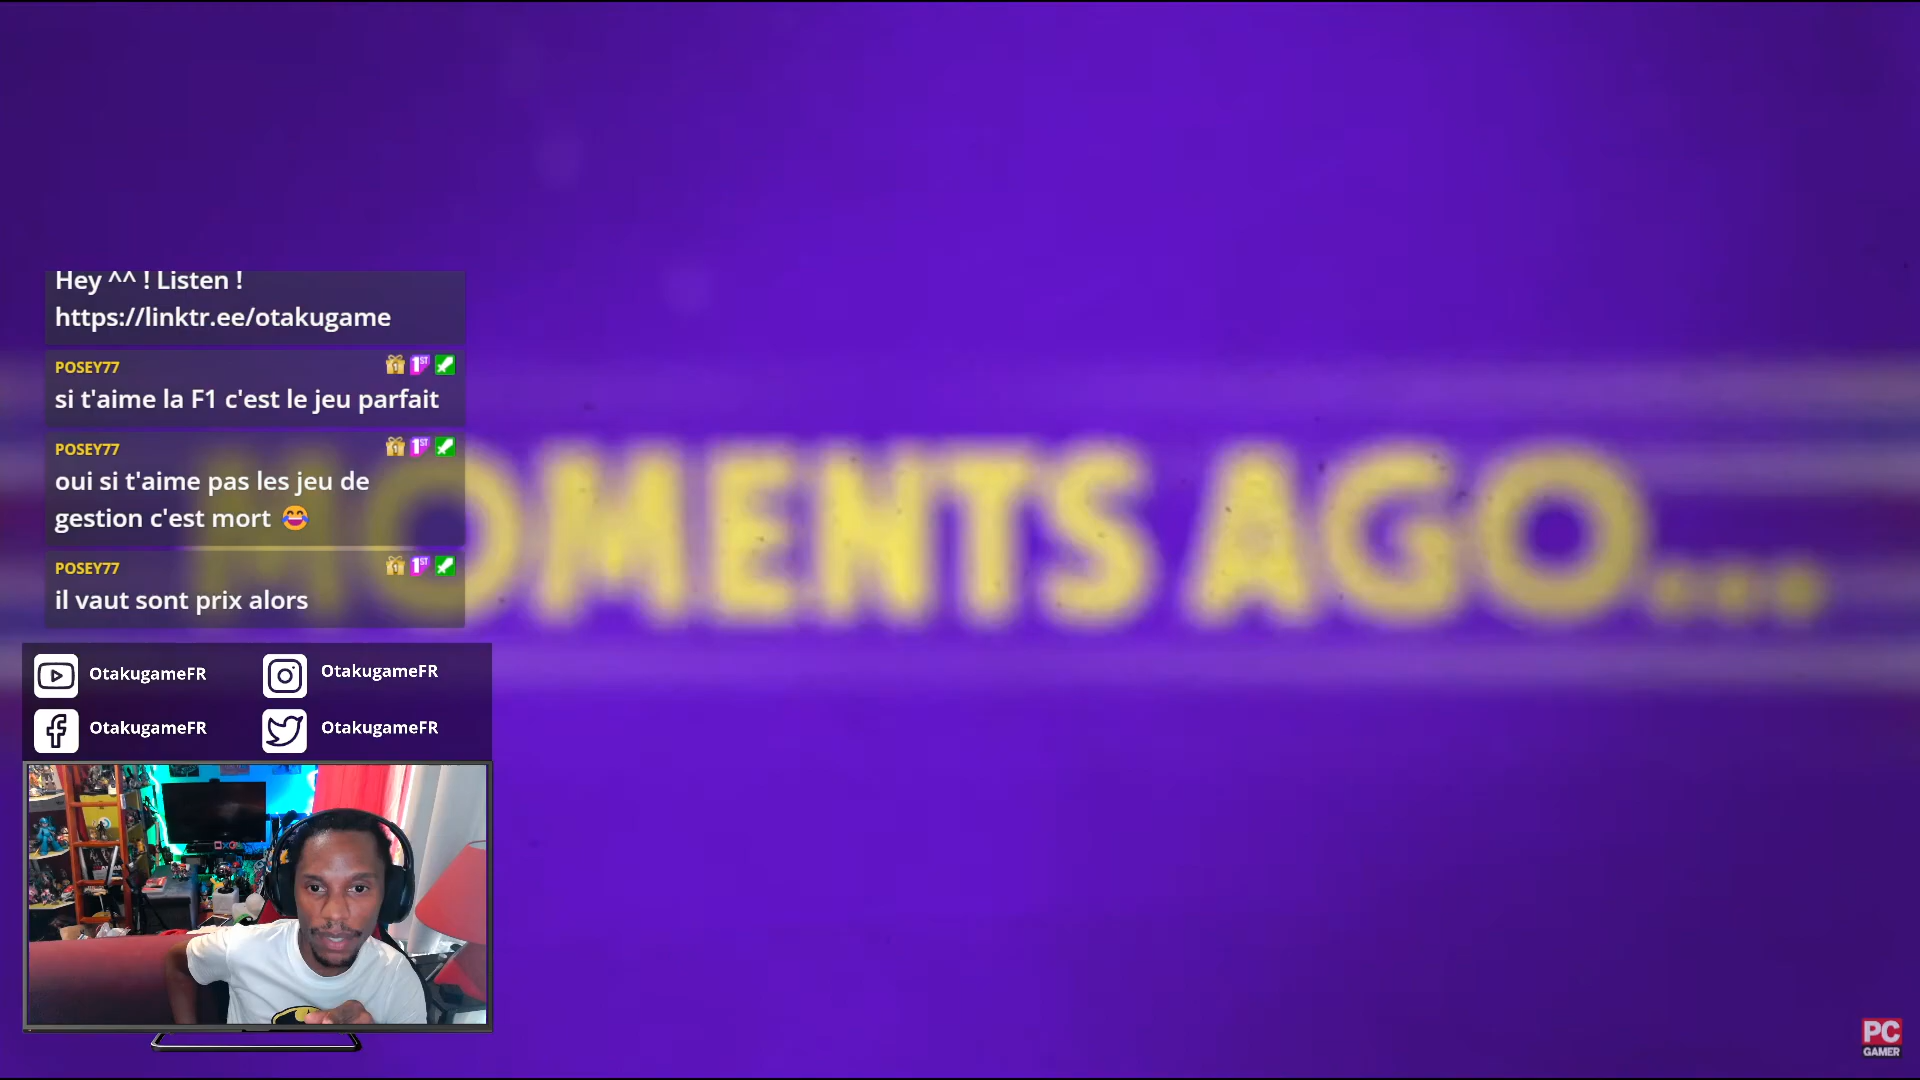 Hey ^^ ! Listen !
https://linktr.ee/otakugame
POSEY77
si t'aime la F1 c'est le jeu parfait
POSEY77
oui si t'aime pas les jeu de
gestion c'est mort 😂
POSEY77
il vaut sont prix alors
MOMENTS AGO...
OtakugameFR
OtakugameFR
OtakugameFR
OtakugameFR
PC
GAMER